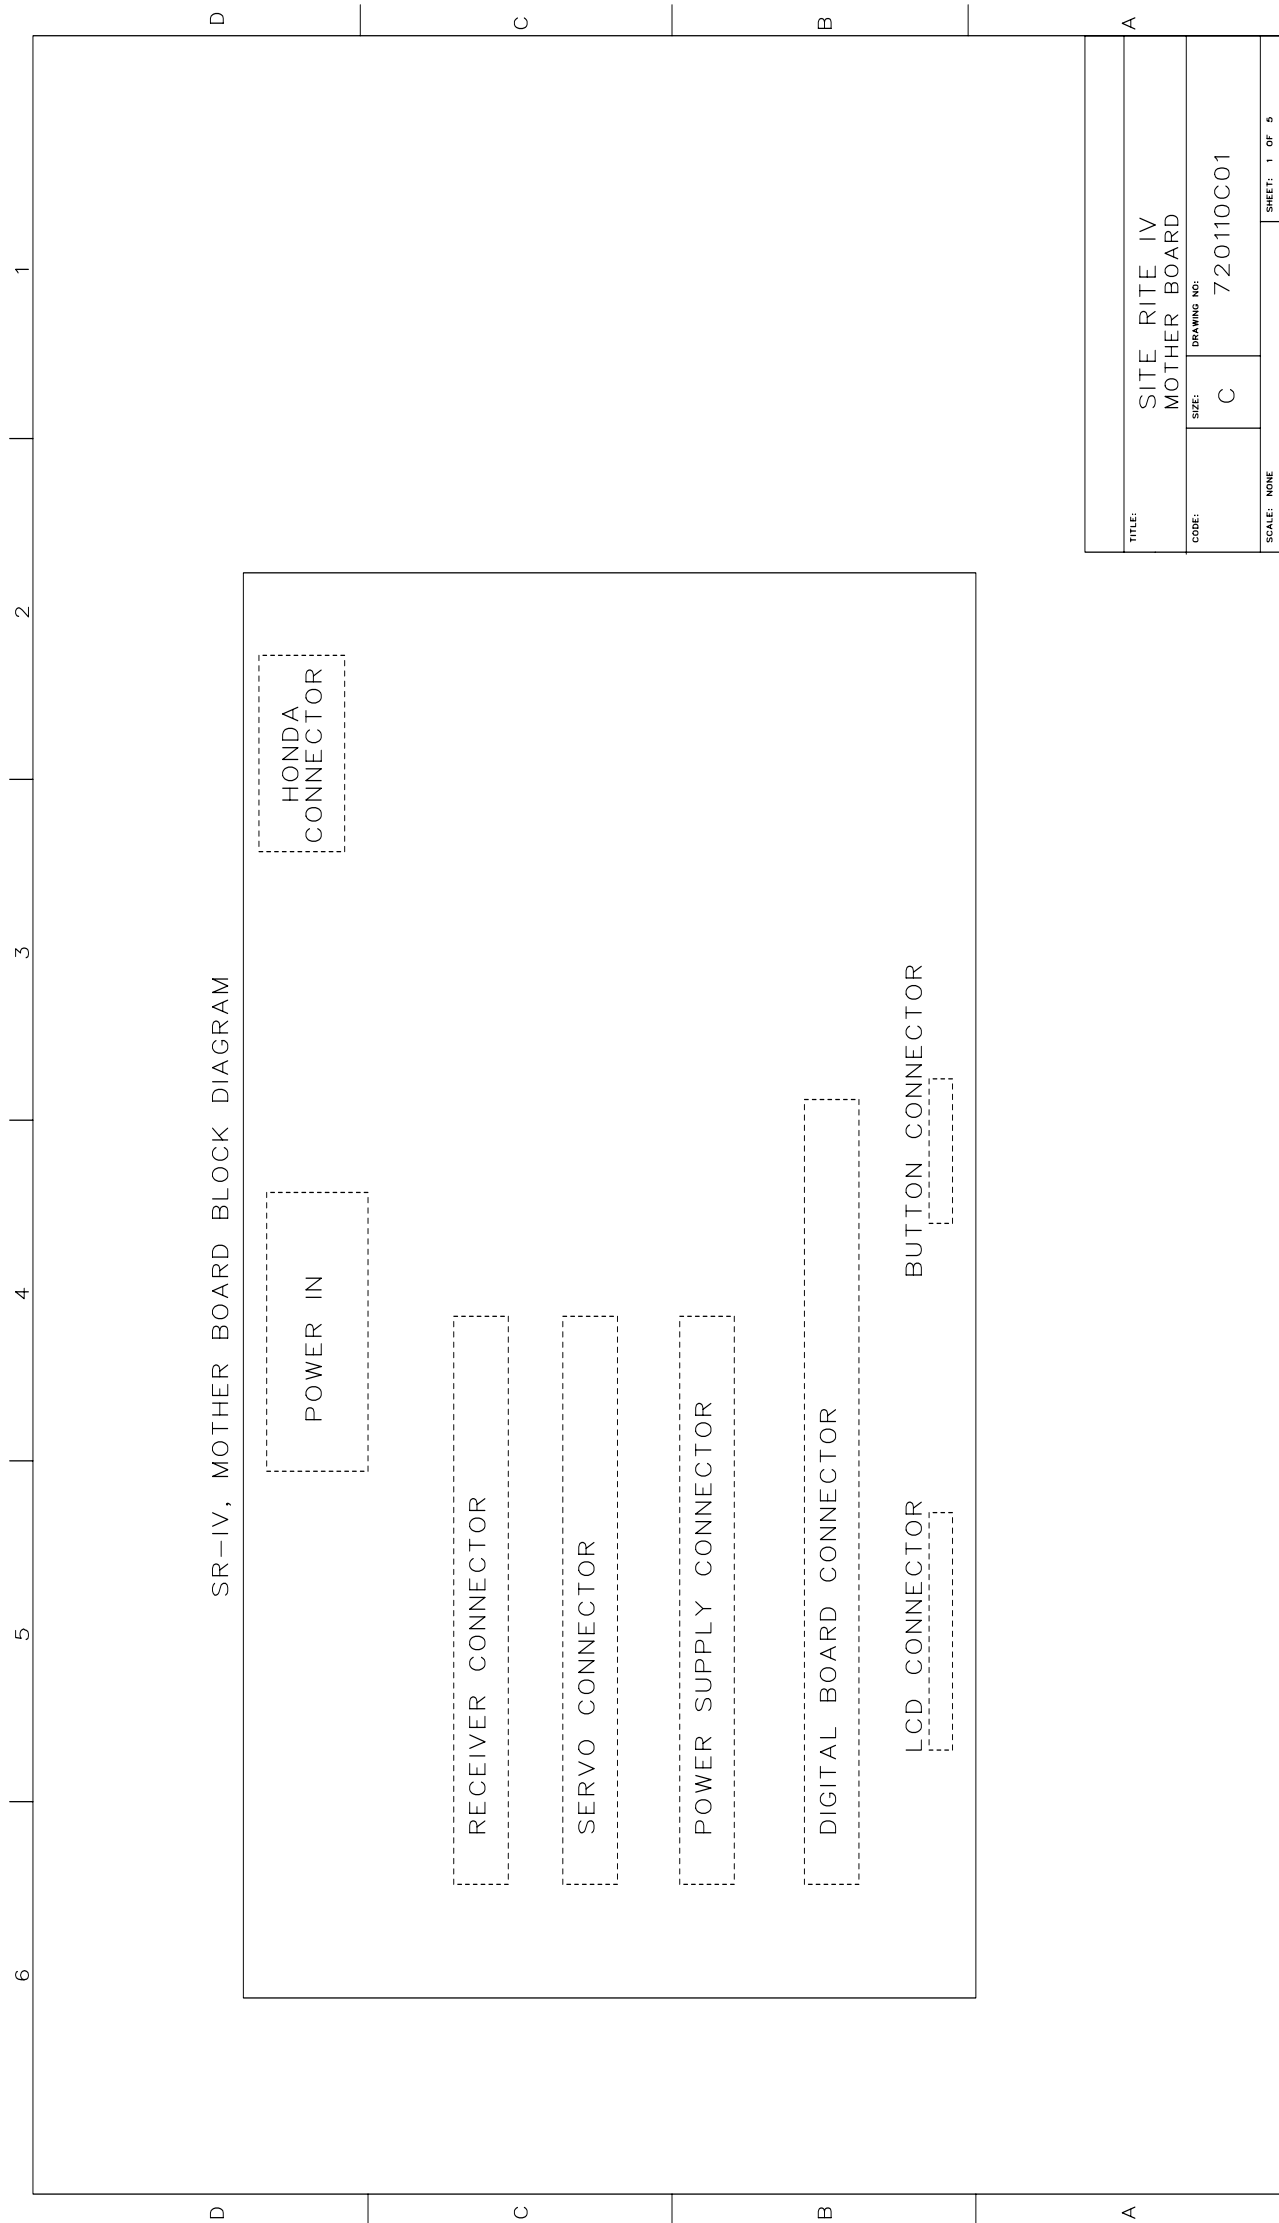 6 5 4 3 2 1
D
C
B
A
D
C
B
A
SR-IV, MOTHER BOARD BLOCK DIAGRAM
POWER IN
HONDA
CONNECTOR
RECEIVER CONNECTOR
SERVO CONNECTOR
POWER SUPPLY CONNECTOR
DIGITAL BOARD CONNECTOR
LCD CONNECTOR
BUTTON CONNECTOR
TITLE:
SITE RITE IV
MOTHER BOARD
CODE:
SIZE:
DRAWING NO:
C
720110C01
SCALE: NONE
SHEET: 1 OF 5